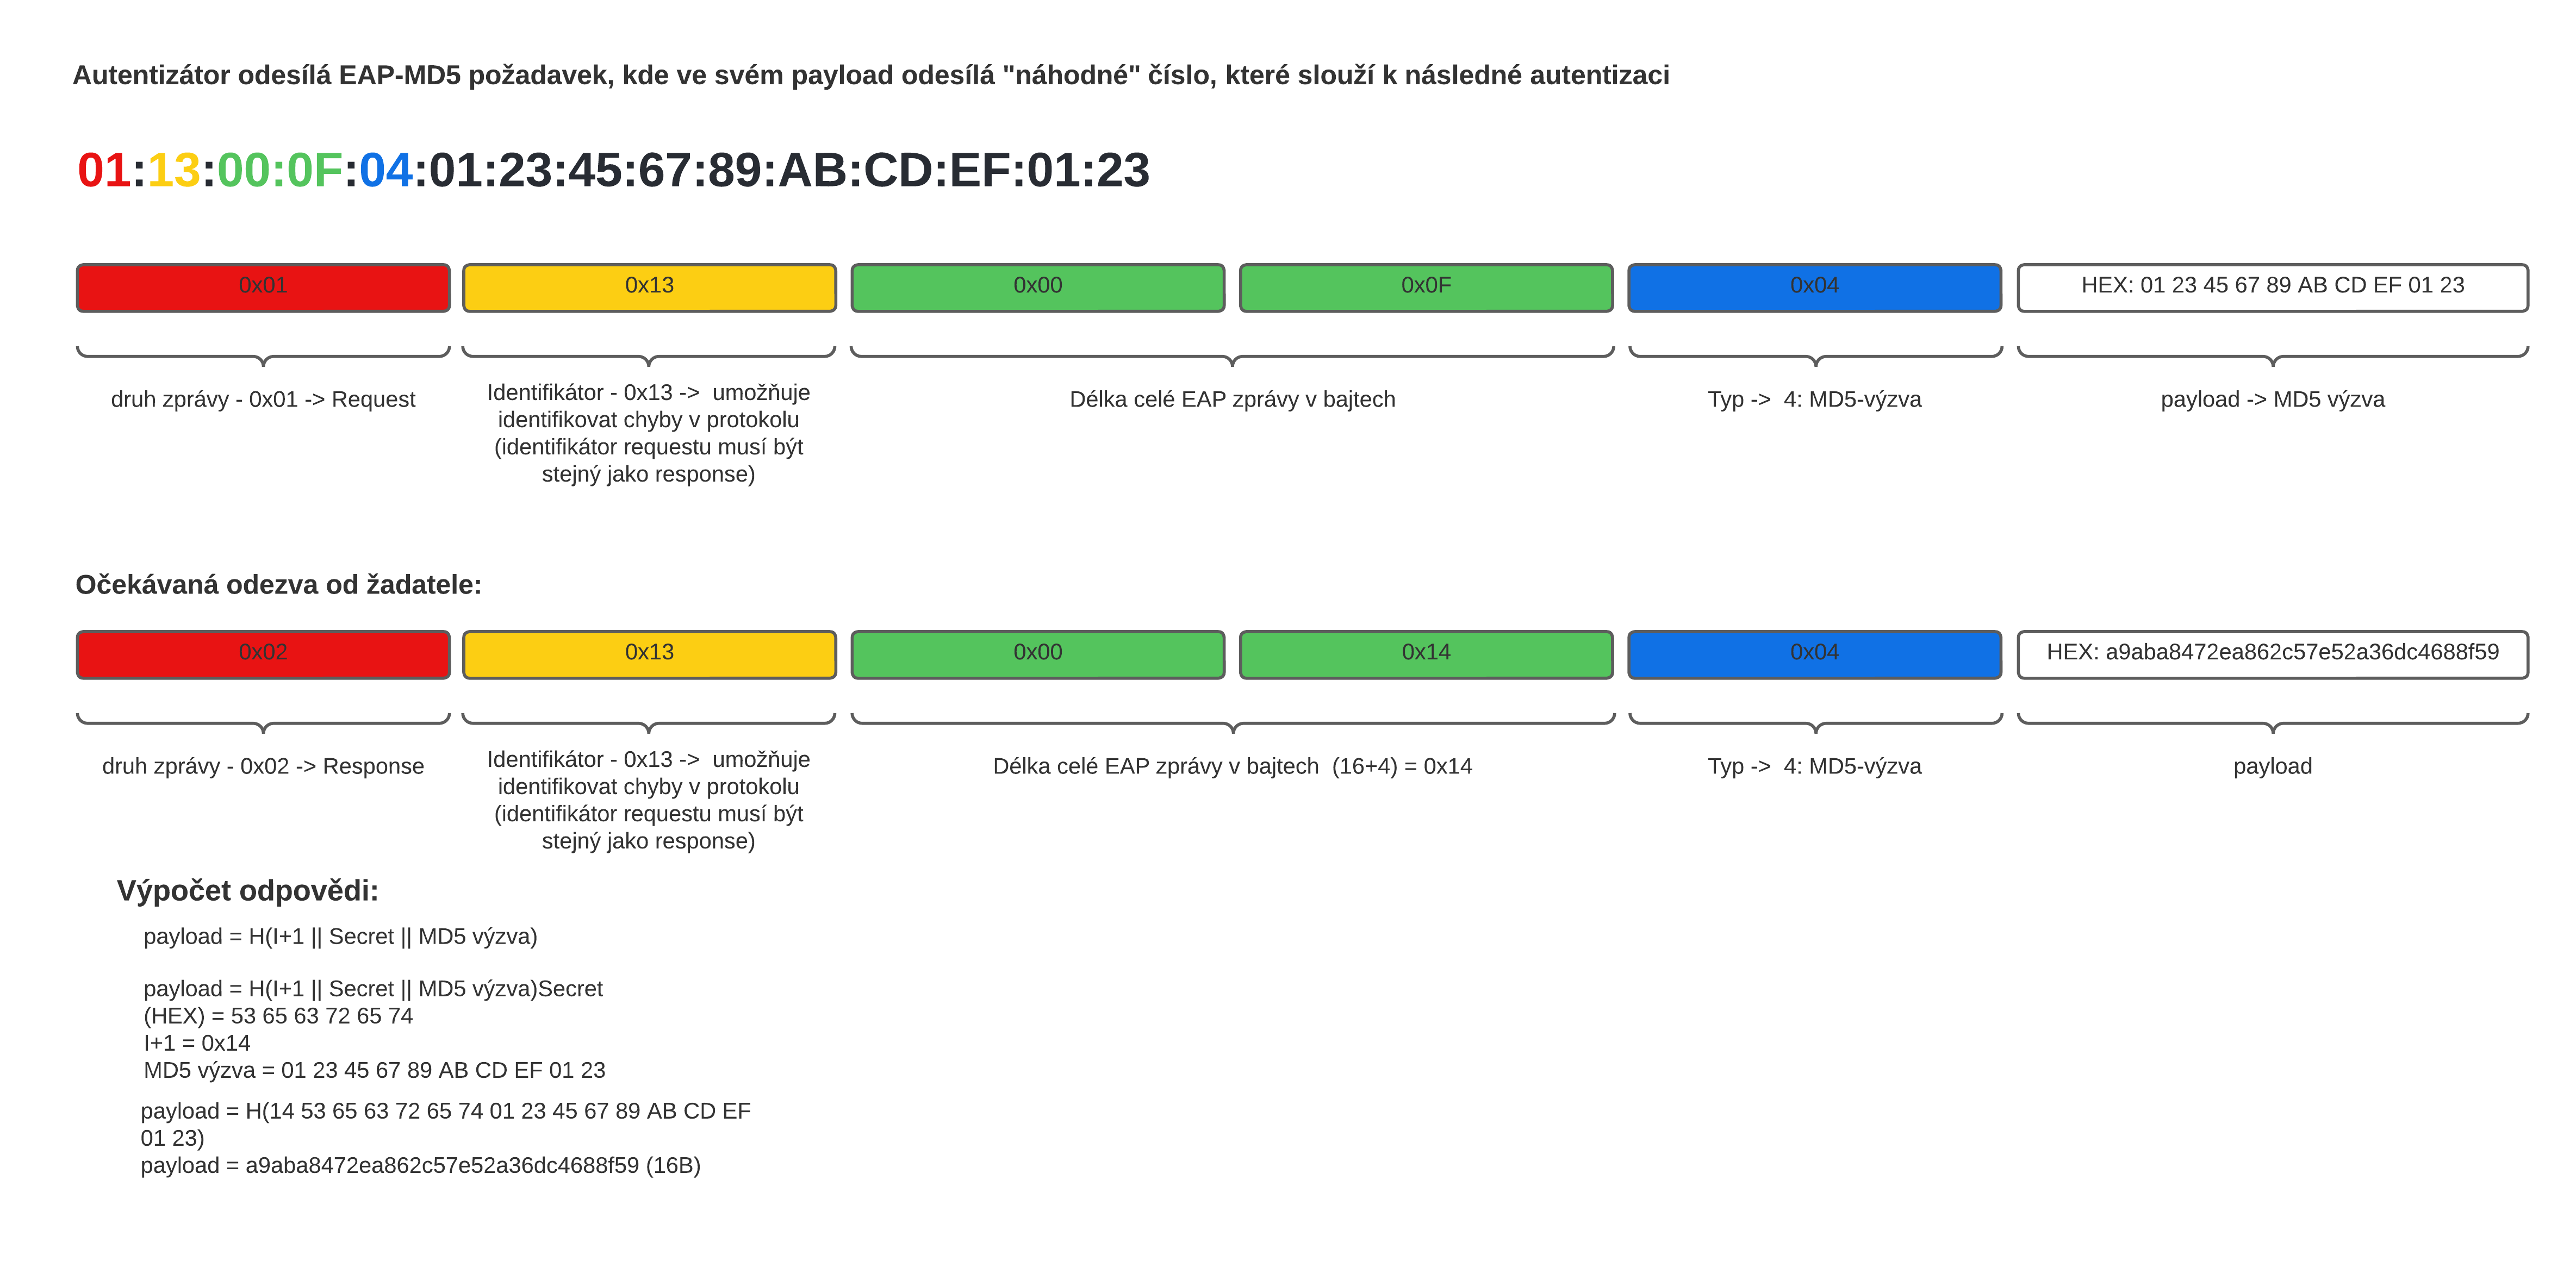 Autentizátor odesílá EAP-MD5 požadavek, kde ve svém payload odesílá "náhodné" číslo, které slouží k následné autentizaci
01:13:00:0F:04:01:23:45:67:89:AB:CD:EF:01:23
0x01
0x13
0x00
0x0F
0x04
HEX: 01 23 45 67 89 AB CD EF 01 23
druh zprávy - 0x01 -> Request
Identifikátor - 0x13 ->  umožňuje
identifikovat chyby v protokolu
(identifikátor requestu musí být
stejný jako response)
Délka celé EAP zprávy v bajtech
Typ ->  4: MD5-výzva
payload -> MD5 výzva
Očekávaná odezva od žadatele:
0x02
0x13
0x00
0x14
0x04
HEX: a9aba8472ea862c57e52a36dc4688f59
druh zprávy - 0x02 -> Response
Identifikátor - 0x13 ->  umožňuje
identifikovat chyby v protokolu
(identifikátor requestu musí být
stejný jako response)
Délka celé EAP zprávy v bajtech  (16+4) = 0x14
Typ ->  4: MD5-výzva
payload
Výpočet odpovědi:
payload = H(I+1 || Secret || MD5 výzva)
payload = H(I+1 || Secret || MD5 výzva)Secret
(HEX) = 53 65 63 72 65 74
I+1 = 0x14
MD5 výzva = 01 23 45 67 89 AB CD EF 01 23
payload = H(14 53 65 63 72 65 74 01 23 45 67 89 AB CD EF
01 23)
payload = a9aba8472ea862c57e52a36dc4688f59 (16B)